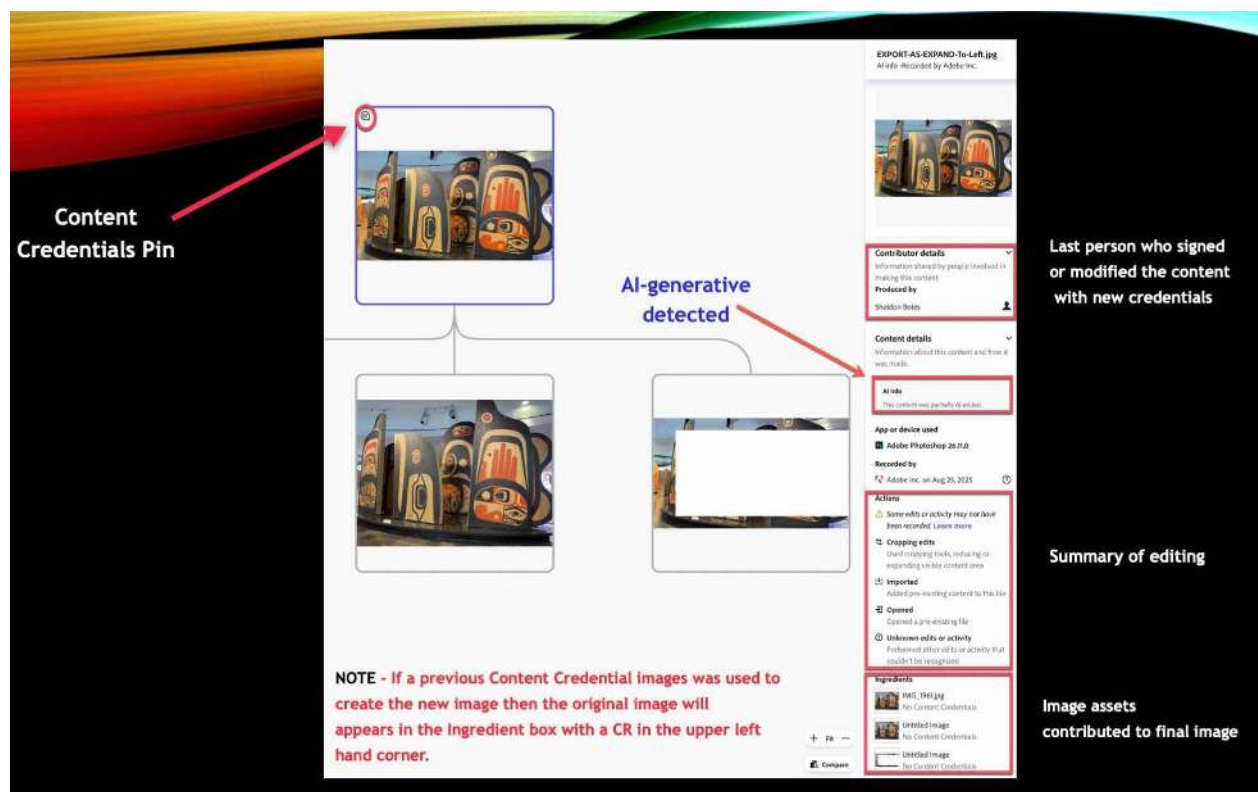 EXPORT-AS-EXPAND-To-Left.jpg
AI info -Recorded by Adobe Inc.
Content
Credentials Pin
AI-generative
detected
Contributor details
Information shared by people involved in
making this content
Produced by
Sheldon Boles
Last person who signed
or modified the content
with new credentials
Content details
Information about this content and how it
was made.
AI info
This content was partially AI-edited.
App or device used
Adobe Photoshop 26.11.0
Recorded by
Adobe Inc. on Aug 25, 2025
Actions
Some edits or activity may not have
been recorded. Learn more
Cropping edits
Used cropping tools, reducing or
expanding visible content area
Imported
Added pre-existing content to this file
Opened
Opened a pre-existing file
Unknown edits or activity
Performed other edits or activity that
couldn't be recognized
Summary of editing
Ingredients
IMG_1961.jpg
No Content Credentials
Untitled Image
No Content Credentials
Untitled Image
No Content Credentials
Image assets
contributed to final image
NOTE - If a previous Content Credential images was used to
create the new image then the original image will
appears in the Ingredient box with a CR in the upper left
hand corner.
+ Fit −
Compare